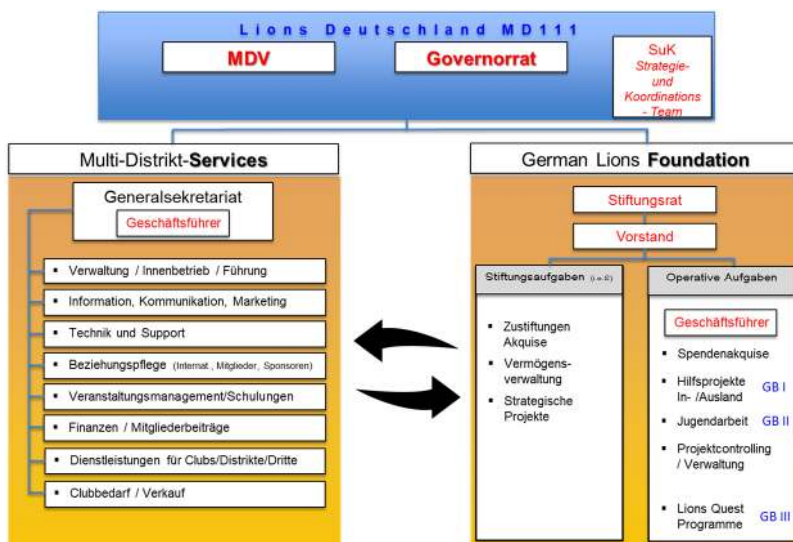 Lions Deutschland MD111
MDV
Governorrat
SuK
Strategie-
und
Koordinations
- Team
Multi-Distrikt-Services
Generalsekretariat
Geschäftsführer
▪ Verwaltung / Innenbetrieb / Führung
▪ Information, Kommunikation, Marketing
▪ Technik und Support
▪ Beziehungspflege (Internat., Mitglieder, Sponsoren)
▪ Veranstaltungsmanagement/Schulungen
▪ Finanzen / Mitgliederbeiträge
▪ Dienstleistungen für Clubs/Distrikte/Dritte
▪ Clubbedarf / Verkauf
German Lions Foundation
Stiftungsrat
Vorstand
Stiftungsaufgaben
▪ Zustiftungen
Akquise
▪ Vermögens-
verwaltung
▪ Strategische
Projekte
Operative Aufgaben
Geschäftsführer
▪ Spendenakquise
▪ Hilfsprojekte
In- /Ausland GB I
▪ Jugendarbeit GB II
▪ Projektcontrolling
/ Verwaltung
▪ Lions Quest
Programme GB III